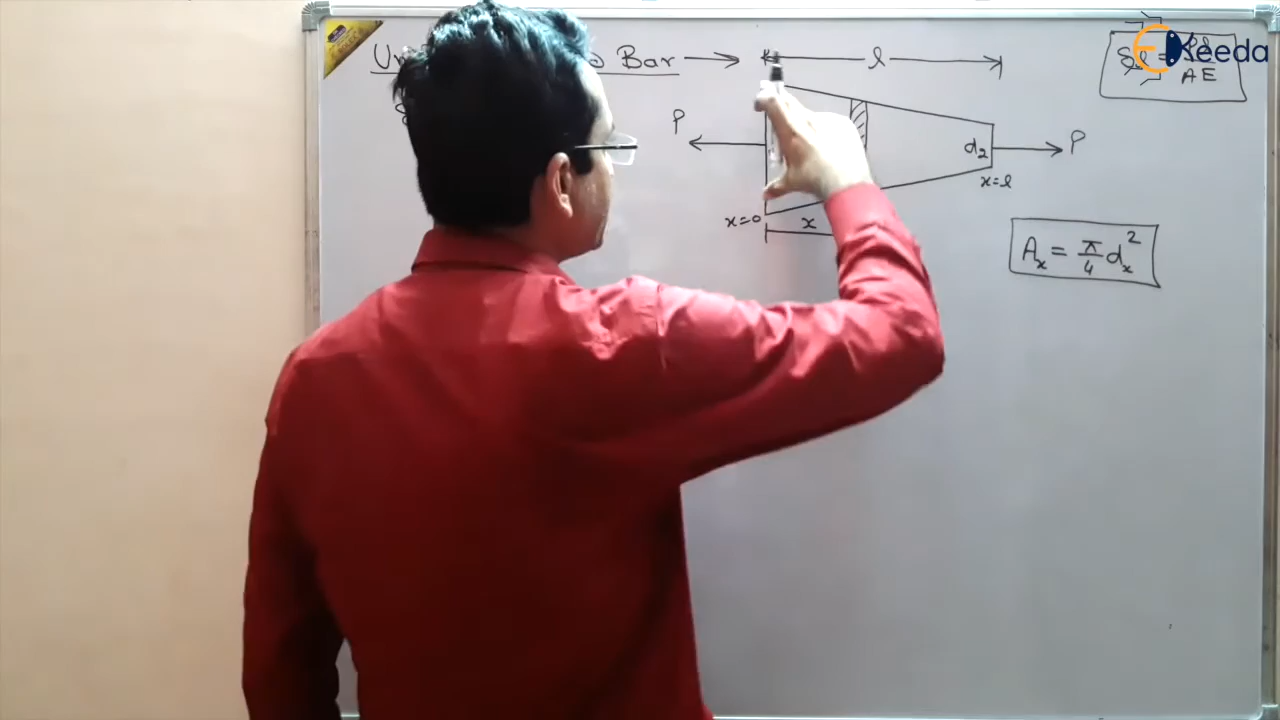 Bar → l
P
P
d₂
x=l
x=0
x
EKeeda
AE
Aₓ = π/4 dₓ²